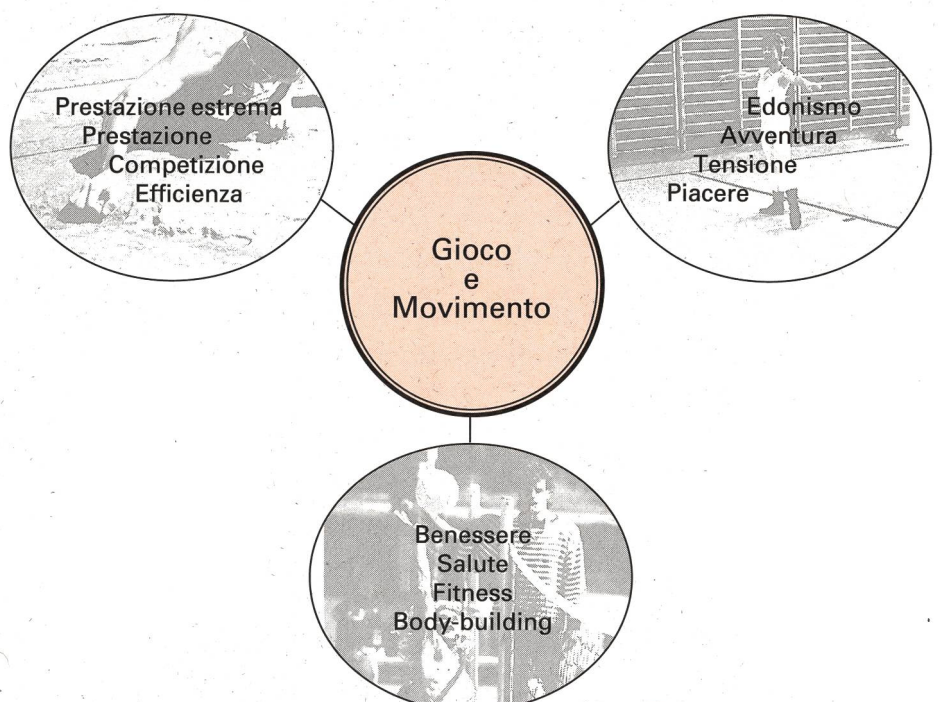 Prestazione estrema
Prestazione
Competizione
Efficienza
Edonismo
Avventura
Tensione
Piacere
Gioco
e
Movimento
Benessere
Salute
Fitness
Body-building